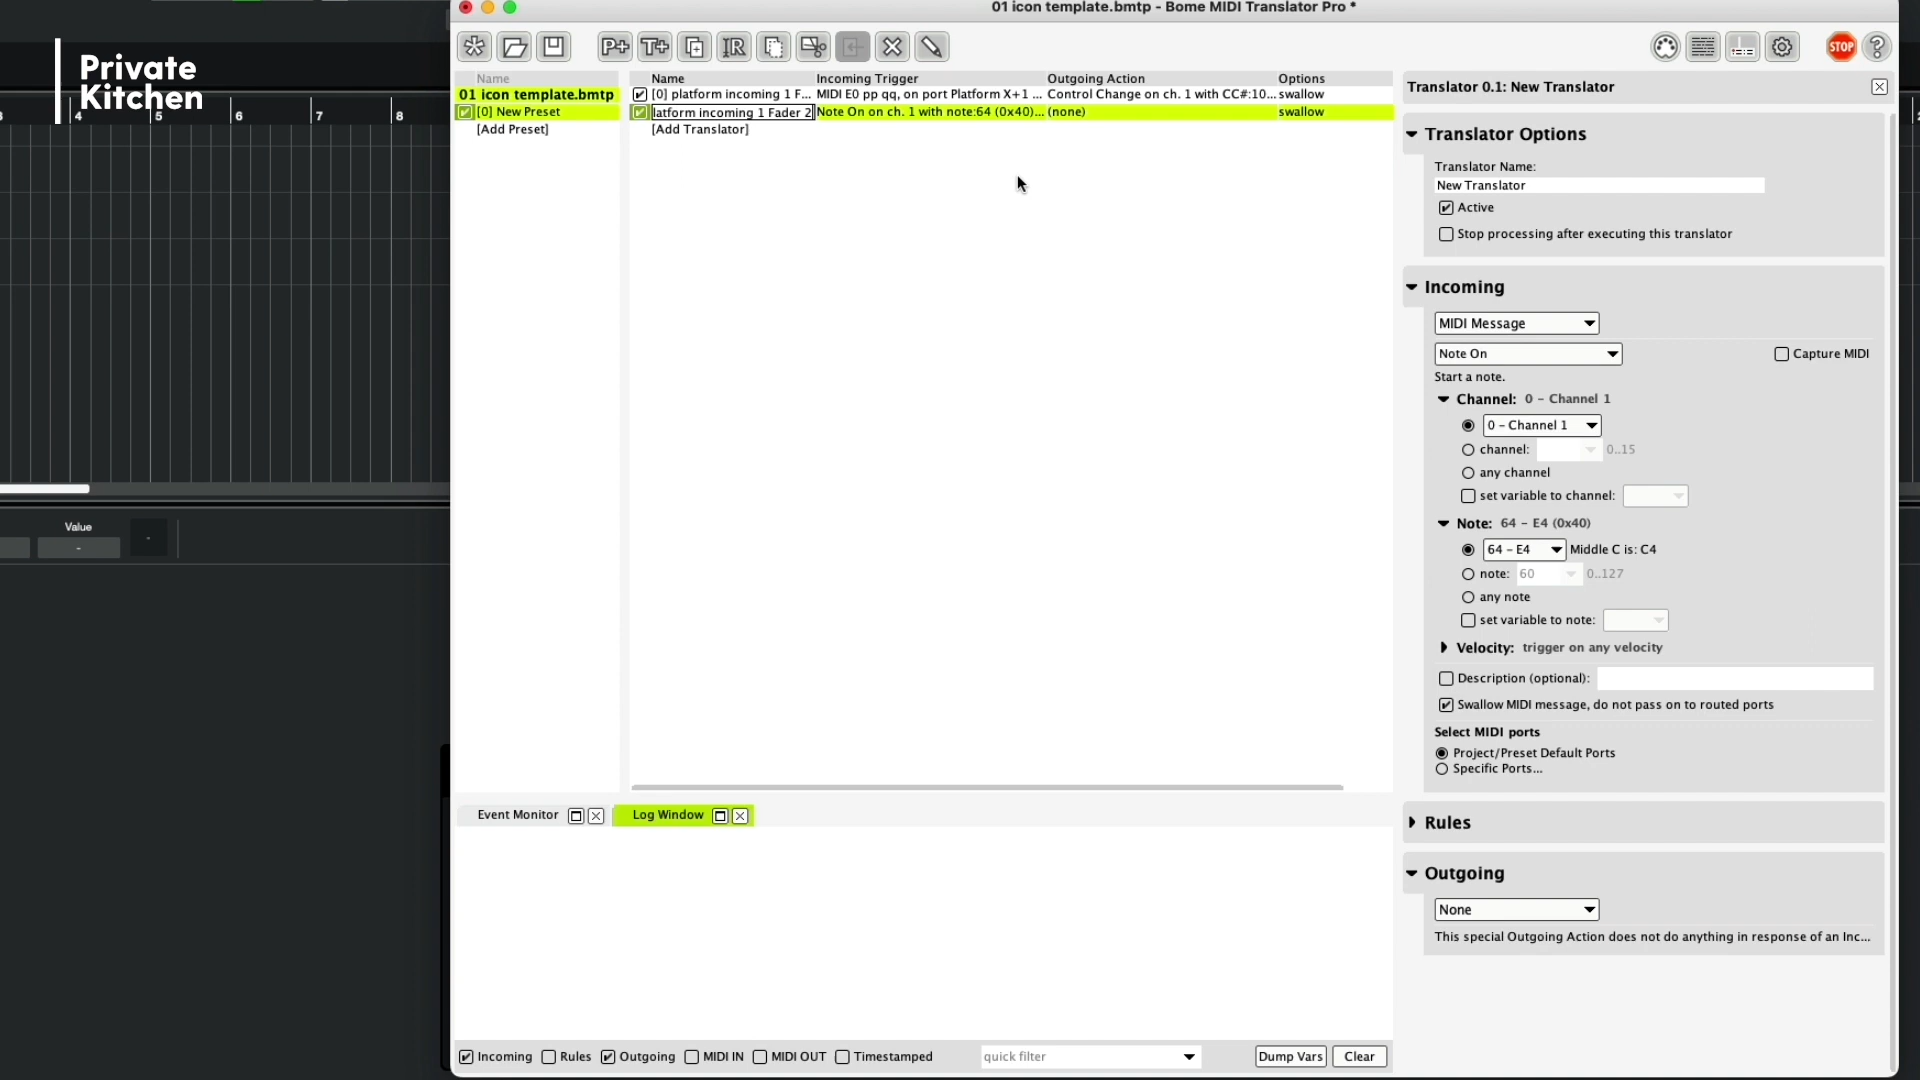 01 icon template.bmtp - Bome MIDI Translator Pro *
Private
Kitchen
P+ T+ IR STOP ?
Name
Name Incoming Trigger Outgoing Action Options
01 icon template.bmtp
[0] platform incoming 1 F... MIDI E0 pp qq, on port Platform X+1 ... Control Change on ch. 1 with CC#:10... swallow
[0] New Preset
latform incoming 1 Fader 2 Note On on ch. 1 with note:64 (0x40)... (none) swallow
[Add Preset]
[Add Translator]
4 5 6 7 8
Value
-
-
Translator 0.1: New Translator
Translator Options
Translator Name:
New Translator
Active
Stop processing after executing this translator
Incoming
MIDI Message
Note On Capture MIDI
Start a note.
Channel: 0 – Channel 1
0 – Channel 1
channel: 0..15
any channel
set variable to channel:
Note: 64 – E4 (0x40)
64 – E4 Middle C is: C4
note: 60 0..127
any note
set variable to note:
Velocity: trigger on any velocity
Description (optional):
Swallow MIDI message, do not pass on to routed ports
Select MIDI ports
Project/Preset Default Ports
Specific Ports...
Rules
Outgoing
None
This special Outgoing Action does not do anything in response of an Inc...
Event Monitor Log Window
Incoming Rules Outgoing MIDI IN MIDI OUT Timestamped quick filter Dump Vars Clear